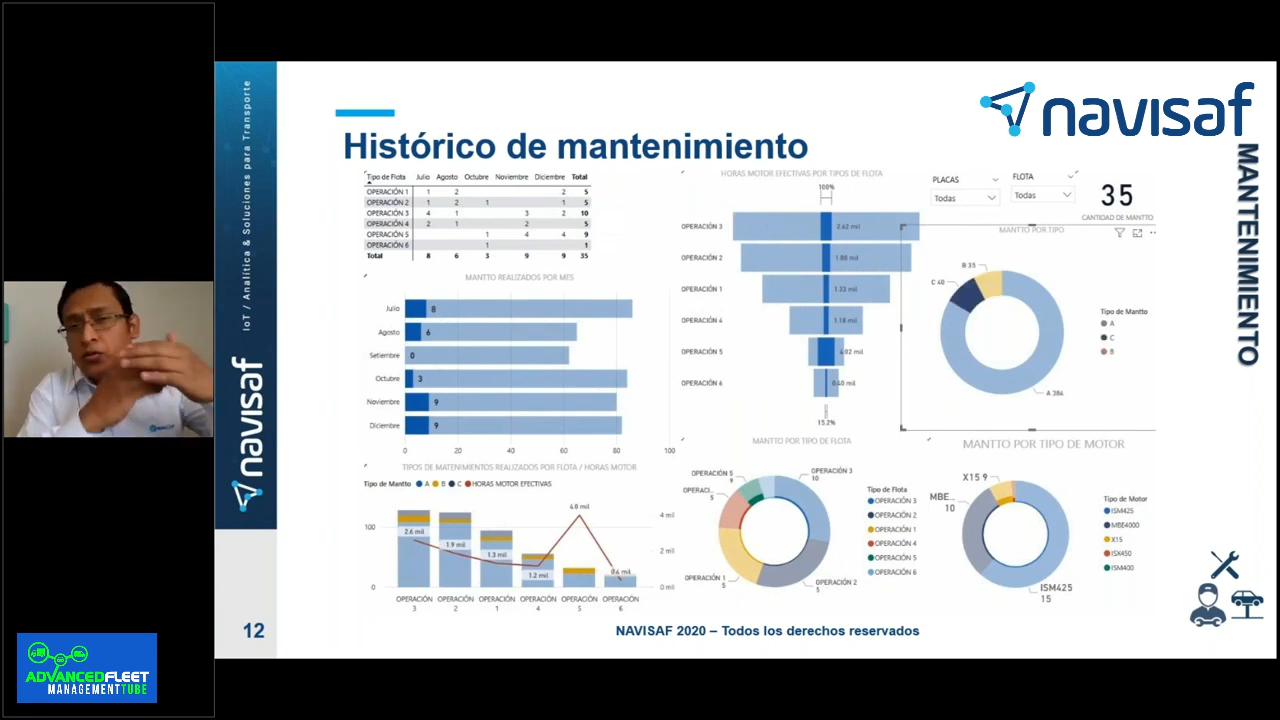 IoT / Analítica & Soluciones para Transporte
navisaf
12
navisaf
MANTENIMIENTO
Histórico de mantenimiento
Tipo de Flota Julio Agosto Octubre Noviembre Diciembre Total
OPERACIÓN 1 1 2 2 5
OPERACIÓN 2 1 2 1 1 5
OPERACIÓN 3 4 1 3 2 10
OPERACIÓN 4 2 1 2 5
OPERACIÓN 5 1 4 4 9
OPERACIÓN 6 1 1
Total 8 6 3 9 9 35
MANTTO REALIZADOS POR MES
Julio 8
Agosto 6
Setiembre 0
Octubre 3
Noviembre 9
Diciembre 9
0 20 40 60 80 100
TIPOS DE MATENIMIENTOS REALIZADOS POR FLOTA / HORAS MOTOR
Tipo de Mantto A B C HORAS MOTOR EFECTIVAS
100
0
2.6 mil
1.9 mil
1.3 mil
1.2 mil
4.0 mil
0.4 mil
4 mil
2 mil
0 mil
OPERACIÓN 3
OPERACIÓN 2
OPERACIÓN 1
OPERACIÓN 4
OPERACIÓN 5
OPERACIÓN 6
HORAS MOTOR EFECTIVAS POR TIPOS DE FLOTA
100%
OPERACIÓN 3 2.62 mil
OPERACIÓN 2 1.88 mil
OPERACIÓN 1 1.33 mil
OPERACIÓN 4 1.18 mil
OPERACIÓN 5 4.02 mil
OPERACIÓN 6 0.40 mil
15.2%
PLACAS
Todas
FLOTA
Todas
35
CANTIDAD DE MANTTO
MANTTO POR TIPO
B 35
C 40
A 386
Tipo de Mantto
A
C
B
MANTTO POR TIPO DE FLOTA
OPERACIÓN 5
9
OPERACI...
5
OPERACIÓN 1
5
OPERACIÓN 3
10
OPERACIÓN 2
5
Tipo de Flota
OPERACIÓN 3
OPERACIÓN 2
OPERACIÓN 1
OPERACIÓN 4
OPERACIÓN 5
OPERACIÓN 6
MANTTO POR TIPO DE MOTOR
X15 9
MBE...
10
ISM425
15
Tipo de Motor
ISM425
MBE4000
X15
ISX450
ISM400
NAVISAF 2020 – Todos los derechos reservados
ADVANCEDFLEET
MANAGEMENTTUBE